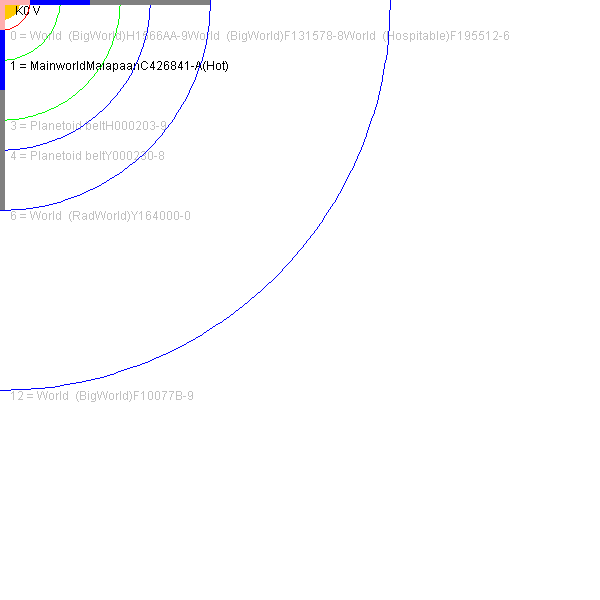 K0 V
0 = World (BigWorld)H1566AA-9World (BigWorld)F131578-8World (Hospitable)F195512-6
1 = MainworldMalapaanC426841-A(Hot)
3 = Planetoid beltH000203-9
4 = Planetoid beltY000230-8
6 = World (RadWorld)Y164000-0
12 = World (BigWorld)F10077B-9